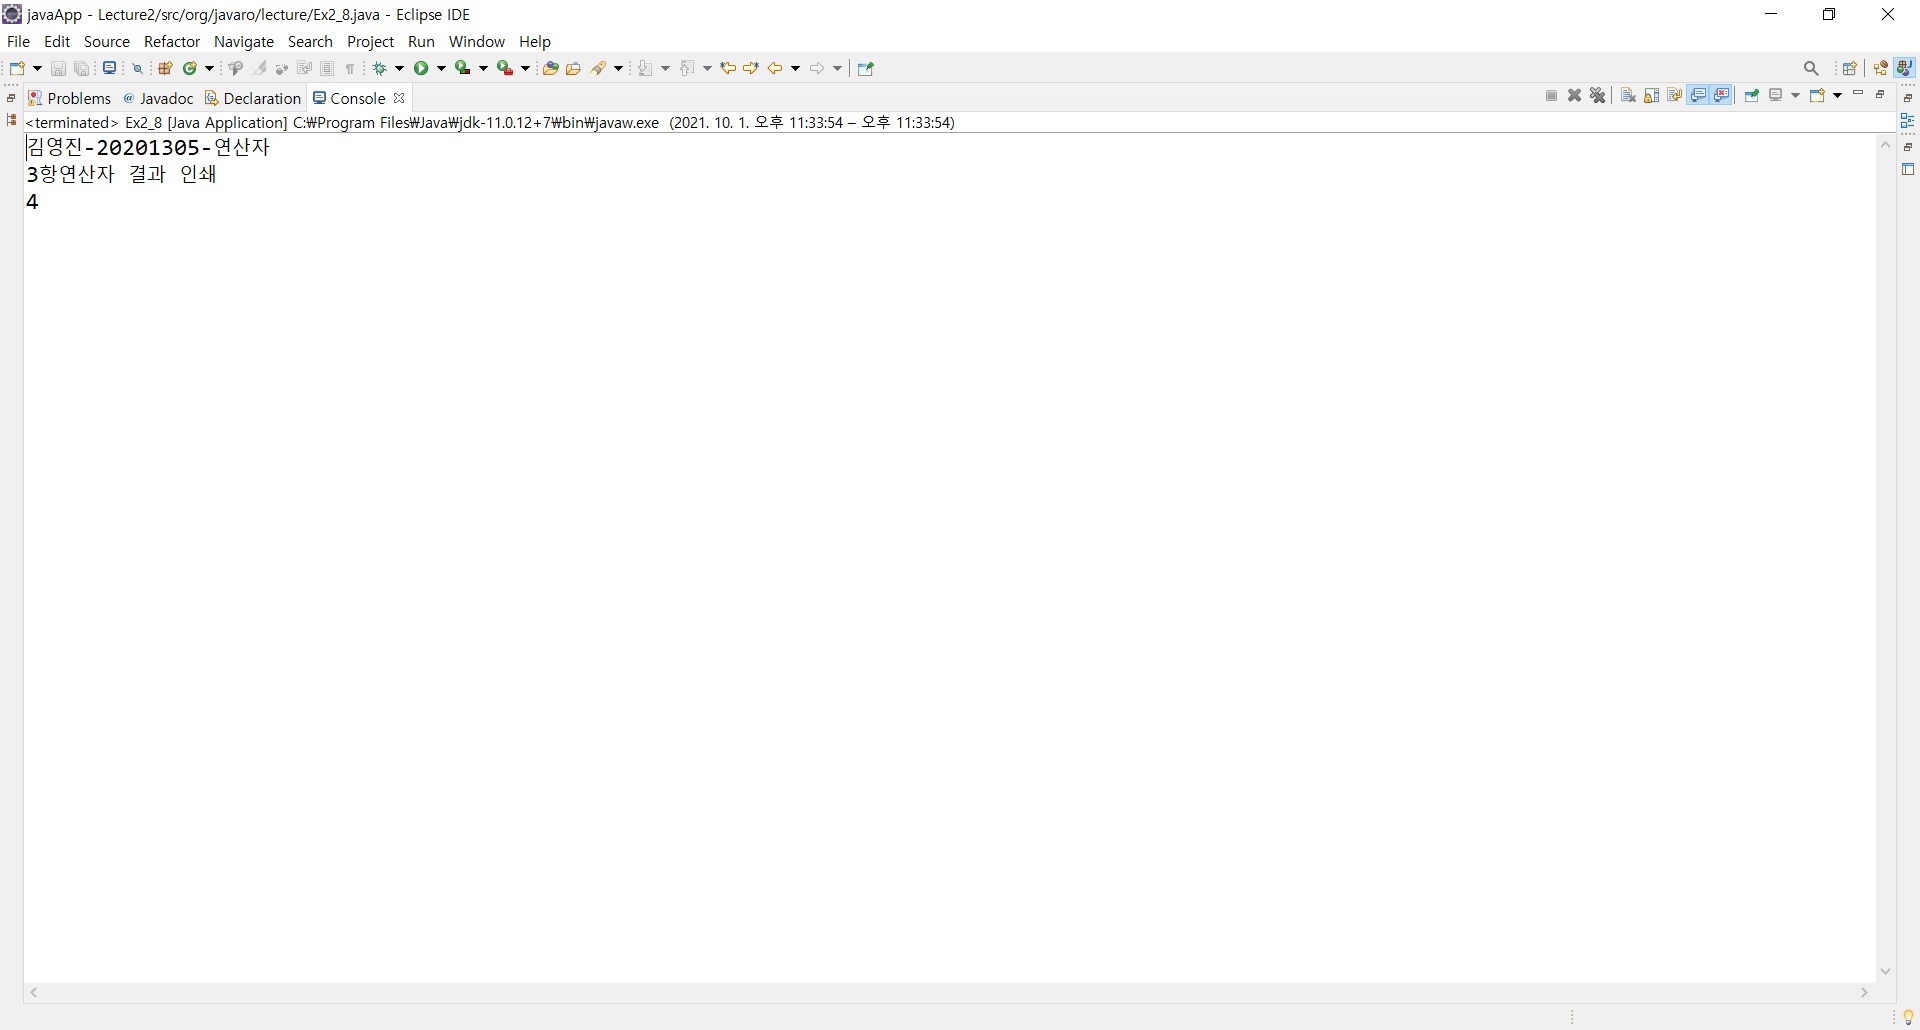 javaApp - Lecture2/src/org/javaro/lecture/Ex2_8.java - Eclipse IDE
File Edit Source Refactor Navigate Search Project Run Window Help
Problems @ Javadoc Declaration Console
<terminated> Ex2_8 [Java Application] C:₩Program Files₩Java₩jdk-11.0.12+7₩bin₩javaw.exe (2021. 10. 1. 오후 11:33:54 – 오후 11:33:54)
김영진-20201305-연산자
3항연산자 결과 인쇄
4